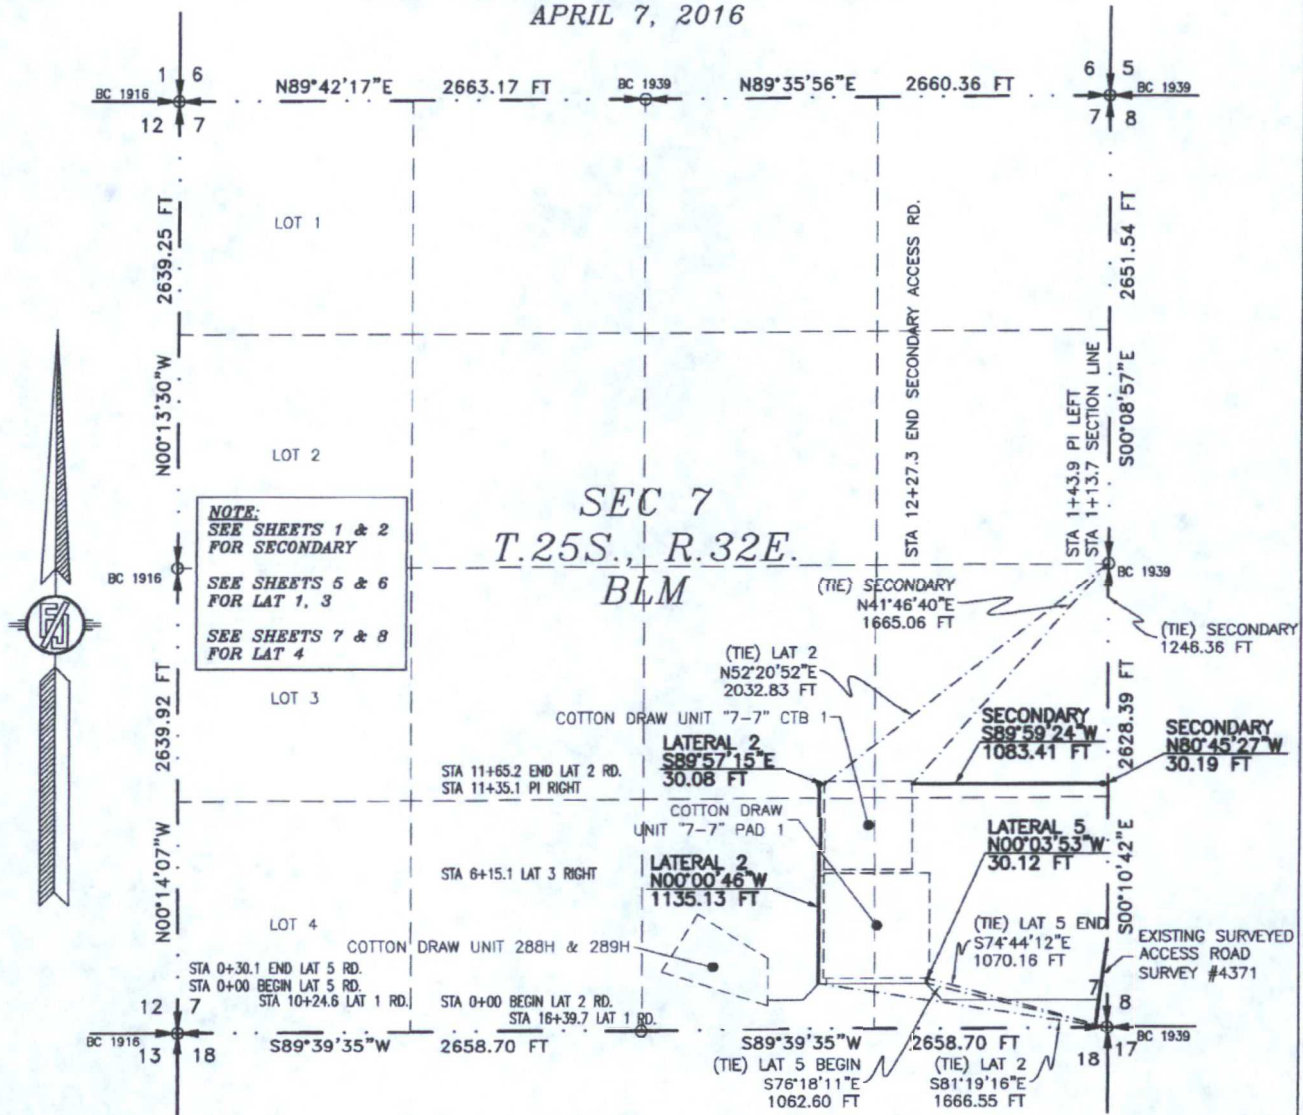 APRIL 7, 2016
1 6
BC 1916
12 7
N89°42'17"E 2663.17 FT
BC 1939
N89°35'56"E 2660.36 FT
6 5
BC 1939
7 8
2639.25 FT
N00°13'30"W
LOT 1
LOT 2
STA 12+27.3 END SECONDARY ACCESS RD.
STA 1+43.9 PI LEFT
STA 1+13.7 SECTION LINE
2651.54 FT
S00°08'57"E
NOTE:
SEE SHEETS 1 & 2
FOR SECONDARY
SEE SHEETS 5 & 6
FOR LAT 1, 3
SEE SHEETS 7 & 8
FOR LAT 4
SEC 7
T.25S., R.32E.
BLM
BC 1916
BC 1939
(TIE) SECONDARY
N41°46'40"E
1665.06 FT
(TIE) SECONDARY
1246.36 FT
(TIE) LAT 2
N52°20'52"E
2032.83 FT
LOT 3
2639.92 FT
N00°14'07"W
COTTON DRAW UNIT "7-7" CTB 1
LATERAL 2
S89°57'15"E
30.08 FT
SECONDARY
S89°59'24"W
1083.41 FT
2628.39 FT
S00°10'42"E
SECONDARY
N80°45'27"W
30.19 FT
STA 11+65.2 END LAT 2 RD.
STA 11+35.1 PI RIGHT
COTTON DRAW
UNIT "7-7" PAD 1
LATERAL 5
N00°03'53"W
30.12 FT
STA 6+15.1 LAT 3 RIGHT
LATERAL 2
N00°00'46"W
1135.13 FT
LOT 4
COTTON DRAW UNIT 288H & 289H
(TIE) LAT 5 END
S74°44'12"E
1070.16 FT
EXISTING SURVEYED
ACCESS ROAD
SURVEY #4371
STA 0+30.1 END LAT 5 RD.
STA 0+00 BEGIN LAT 5 RD.
STA 10+24.6 LAT 1 RD.
STA 0+00 BEGIN LAT 2 RD.
STA 16+39.7 LAT 1 RD.
12 7
BC 1916
13 18
S89°39'35"W 2658.70 FT
S89°39'35"W 2658.70 FT
7 8
BC 1939
18 17
(TIE) LAT 5 BEGIN
S76°18'11"E
1062.60 FT
(TIE) LAT 2
S81°19'16"E
1666.55 FT